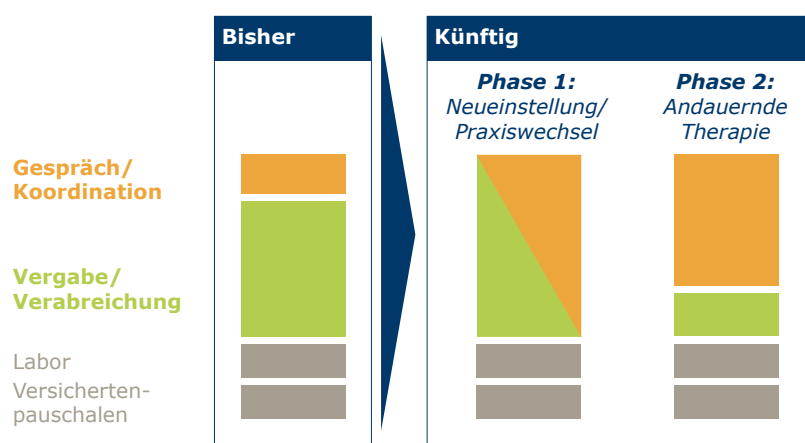 Bisher
Künftig
Phase 1:
Neueinstellung/
Praxiswechsel
Phase 2:
Andauernde
Therapie
Gespräch/
Koordination
Vergabe/
Verabreichung
Labor
Versicherten-
pauschalen